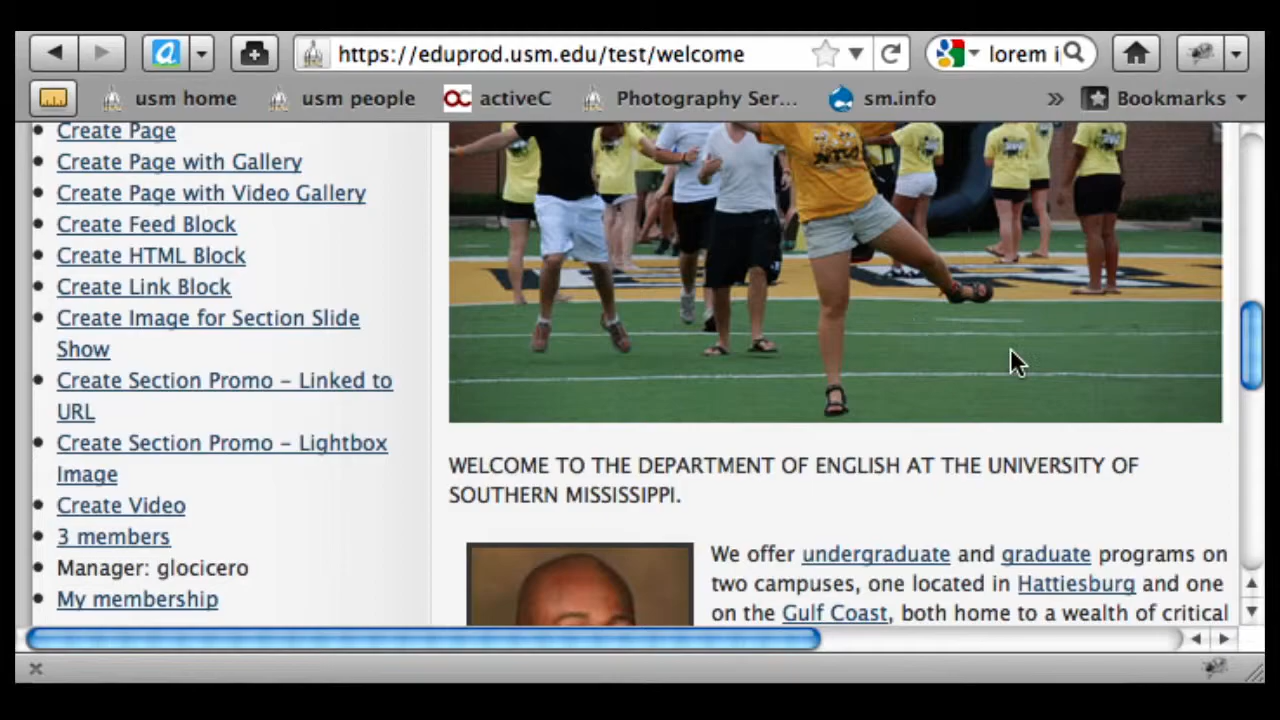 https://eduprod.usm.edu/test/welcome
lorem i
usm home
usm people
activeC
Photography Ser...
sm.info
»
Bookmarks
Create Page
Create Page with Gallery
Create Page with Video Gallery
Create Feed Block
Create HTML Block
Create Link Block
Create Image for Section Slide
Show
Create Section Promo – Linked to
URL
Create Section Promo – Lightbox
Image
Create Video
3 members
Manager: glocicero
My membership
WELCOME TO THE DEPARTMENT OF ENGLISH AT THE UNIVERSITY OF
SOUTHERN MISSISSIPPI.
We offer undergraduate and graduate programs on
two campuses, one located in Hattiesburg and one
on the Gulf Coast, both home to a wealth of critical